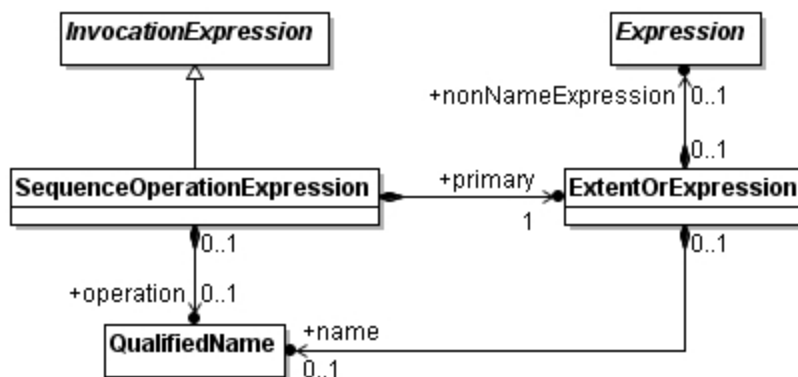 InvocationExpression
Expression
+nonNameExpression
0..1
0..1
SequenceOperationExpression
+primary
1
ExtentOrExpression
0..1
0..1
+operation
0..1
QualifiedName
+name
0..1